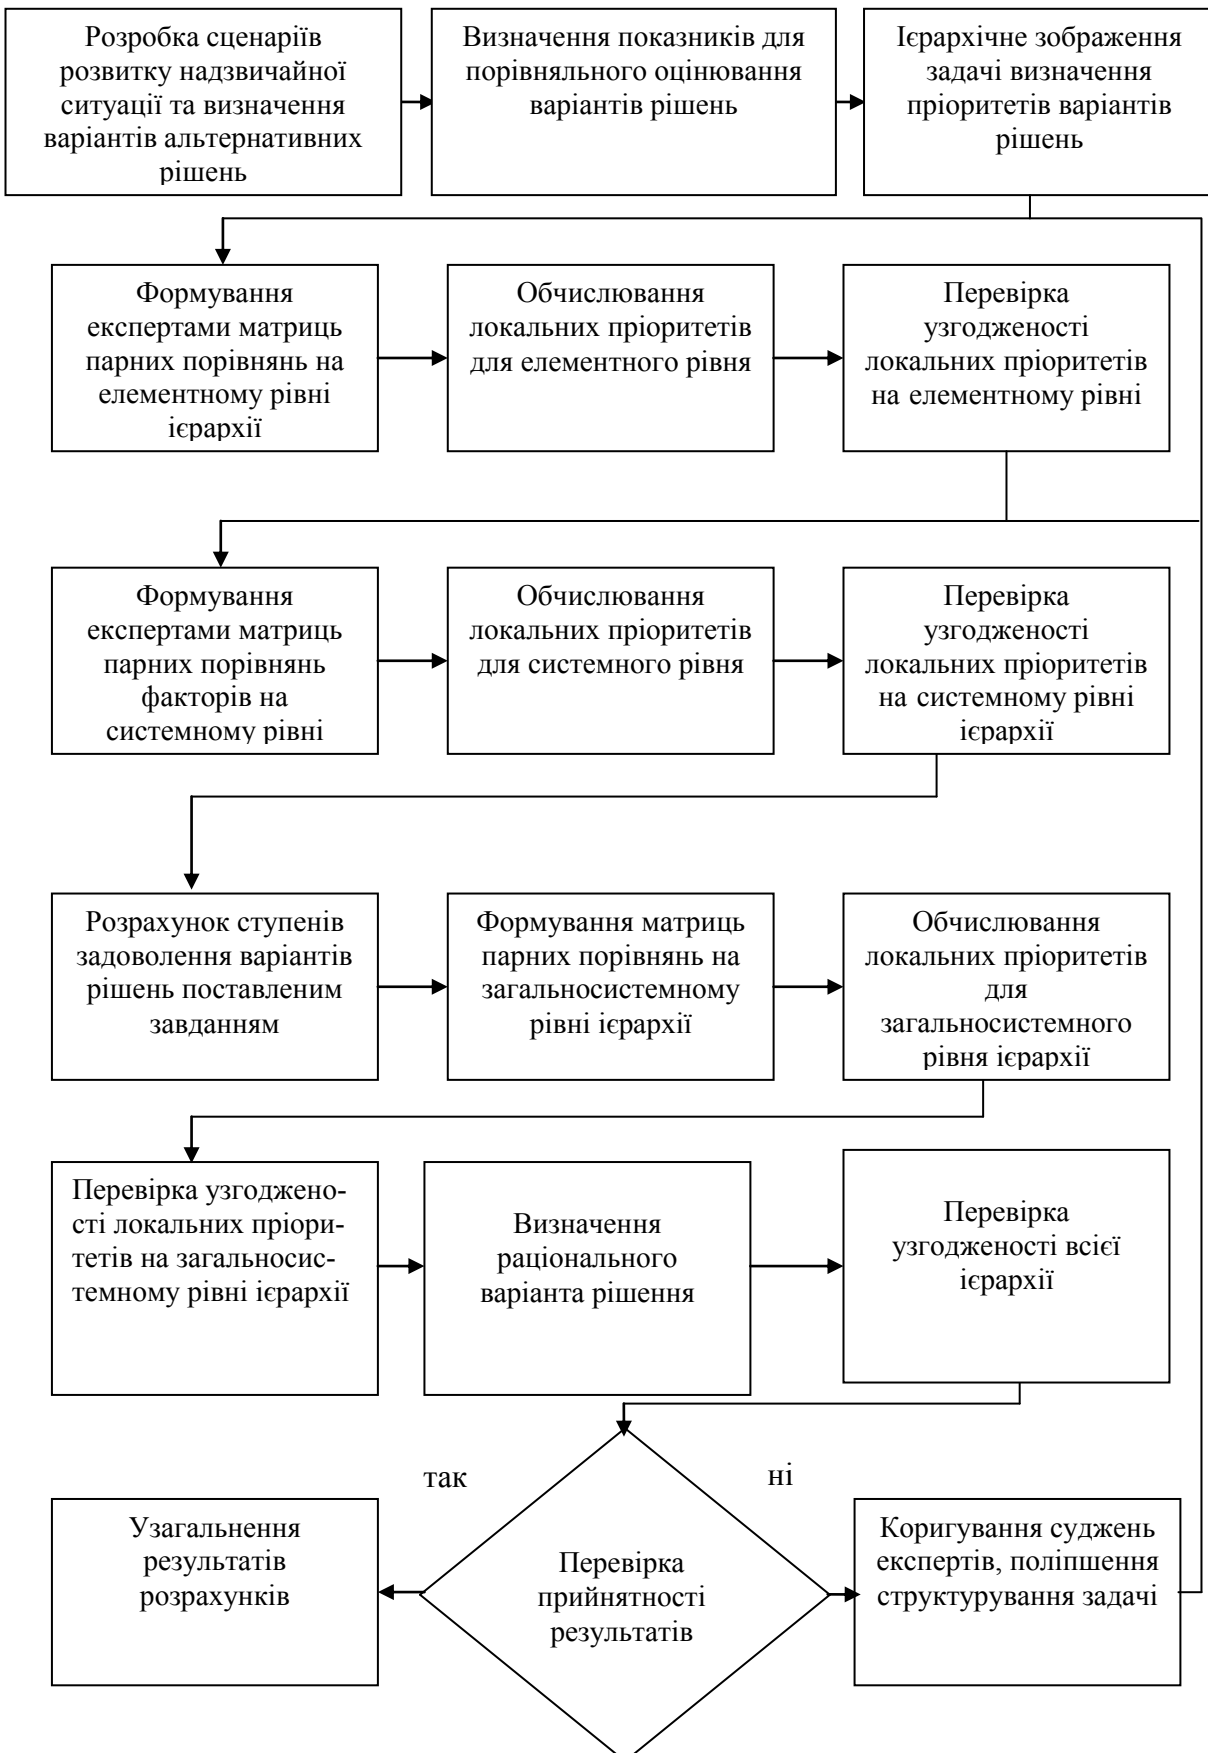 Розробка сценаріїв
розвитку надзвичайної
ситуації та визначення
варіантів альтернативних
рішень
Визначення показників для
порівняльного оцінювання
варіантів рішень
Ієрархічне зображення
задачі визначення
пріоритетів варіантів
рішень
Формування
експертами матриць
парних порівнянь на
елементному рівні
ієрархії
Обчислювання
локальних пріоритетів
для елементного рівня
Перевірка
узгодженості
локальних пріоритетів
на елементному рівні
Формування
експертами матриць
парних порівнянь
факторів на
системному рівні
Обчислювання
локальних пріоритетів
для системного рівня
Перевірка
узгодженості
локальних пріоритетів
на системному рівні
ієрархії
Розрахунок ступенів
задоволення варіантів
рішень поставленим
завданням
Формування матриць
парних порівнянь на
загальносистемному
рівні ієрархії
Обчислювання
локальних пріоритетів
для
загальносистемного
рівня ієрархії
Перевірка узгоджено-
сті локальних пріори-
тетів на загальносис-
темному рівні ієрархії
Визначення
раціонального
варіанта рішення
Перевірка
узгодженості всієї
ієрархії
так
ні
Узагальнення
результатів
розрахунків
Перевірка
прийнятності
результатів
Коригування суджень
експертів, поліпшення
структурування задачі